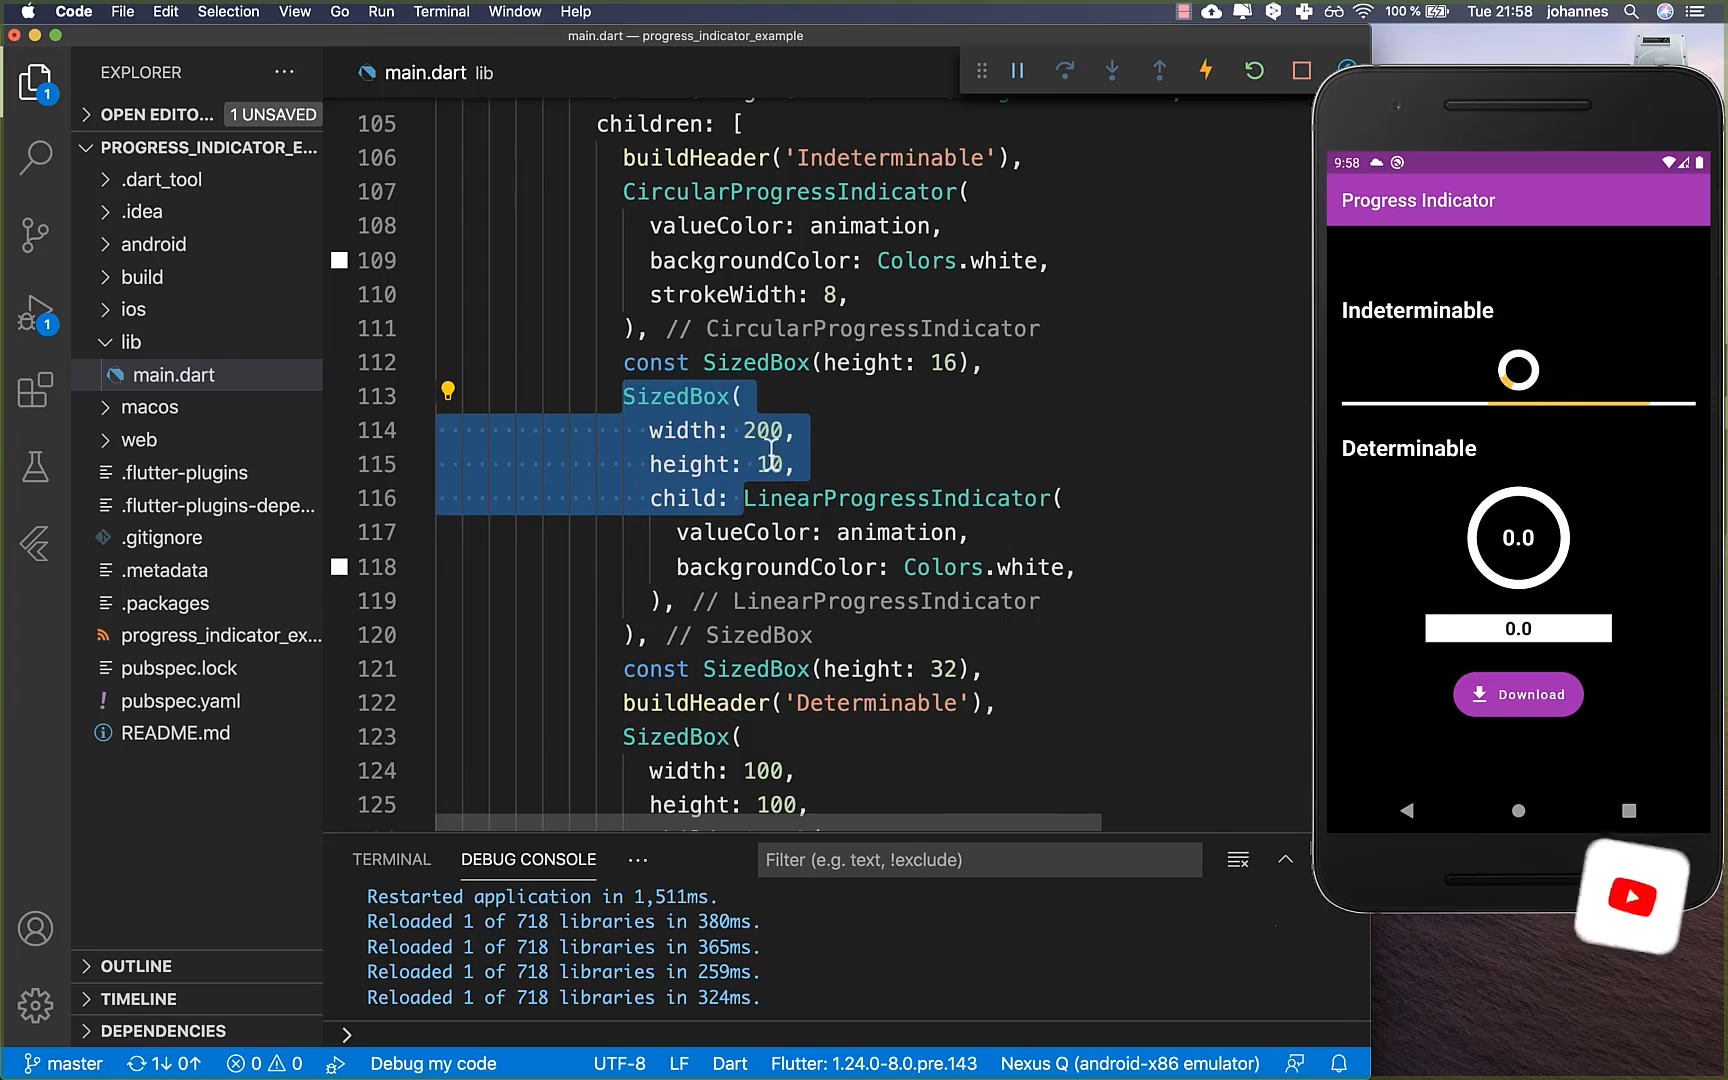 Code File Edit Selection View Go Run Terminal Window Help
100 % Tue 21:58 johannes
main.dart — progress_indicator_example
EXPLORER
OPEN EDITO... 1 UNSAVED
PROGRESS_INDICATOR_E...
.dart_tool
.idea
android
build
ios
lib
main.dart
macos
web
.flutter-plugins
.flutter-plugins-depe...
.gitignore
.metadata
.packages
progress_indicator_ex...
pubspec.lock
pubspec.yaml
README.md
OUTLINE
TIMELINE
DEPENDENCIES
1
1
main.dart lib
105 children: [
106 buildHeader('Indeterminable'),
107 CircularProgressIndicator(
108 valueColor: animation,
109 backgroundColor: Colors.white,
110 strokeWidth: 8,
111 ), // CircularProgressIndicator
112 const SizedBox(height: 16),
113 SizedBox(
114 width: 200,
115 height: 10,
116 child: LinearProgressIndicator(
117 valueColor: animation,
118 backgroundColor: Colors.white,
119 ), // LinearProgressIndicator
120 ), // SizedBox
121 const SizedBox(height: 32),
122 buildHeader('Determinable'),
123 SizedBox(
124 width: 100,
125 height: 100,
TERMINAL DEBUG CONSOLE ... Filter (e.g. text, !exclude)
Restarted application in 1,511ms.
Reloaded 1 of 718 libraries in 380ms.
Reloaded 1 of 718 libraries in 365ms.
Reloaded 1 of 718 libraries in 259ms.
Reloaded 1 of 718 libraries in 324ms.
master 1↓ 0↑ 0 0 Debug my code UTF-8 LF Dart Flutter: 1.24.0-8.0.pre.143 Nexus Q (android-x86 emulator)
9:58
Progress Indicator
Indeterminable
Determinable
0.0
0.0
Download